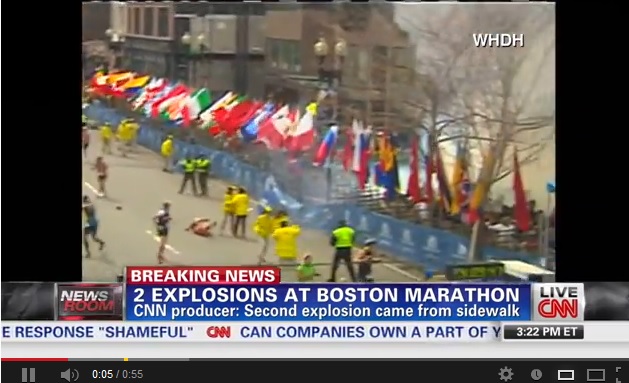 WHDH
BREAKING NEWS
NEWS
ROOM
2 EXPLOSIONS AT BOSTON MARATHON
CNN producer: Second explosion came from sidewalk
LIVE
CNN
E RESPONSE "SHAMEFUL" CNN CAN COMPANIES OWN A PART OF Y
3:22 PM ET
0:05 / 0:55